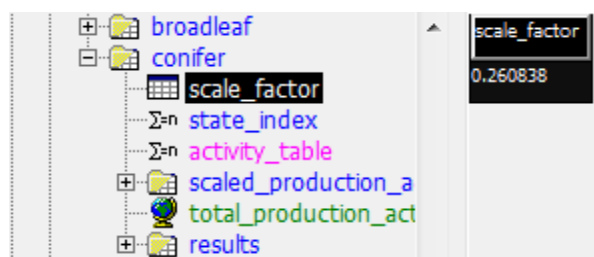 broadleaf
scale_factor
conifer
scale_factor
0.260838
Σ=n state_index
Σ=n activity_table
scaled_production_a
total_production_act
results